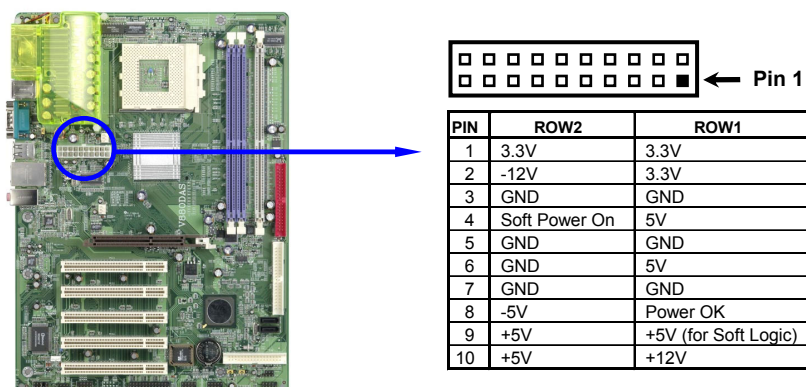 V880DAS
Pin 1
PIN ROW2 ROW1
1 3.3V 3.3V
2 -12V 3.3V
3 GND GND
4 Soft Power On 5V
5 GND GND
6 GND 5V
7 GND GND
8 -5V Power OK
9 +5V +5V (for Soft Logic)
10 +5V +12V